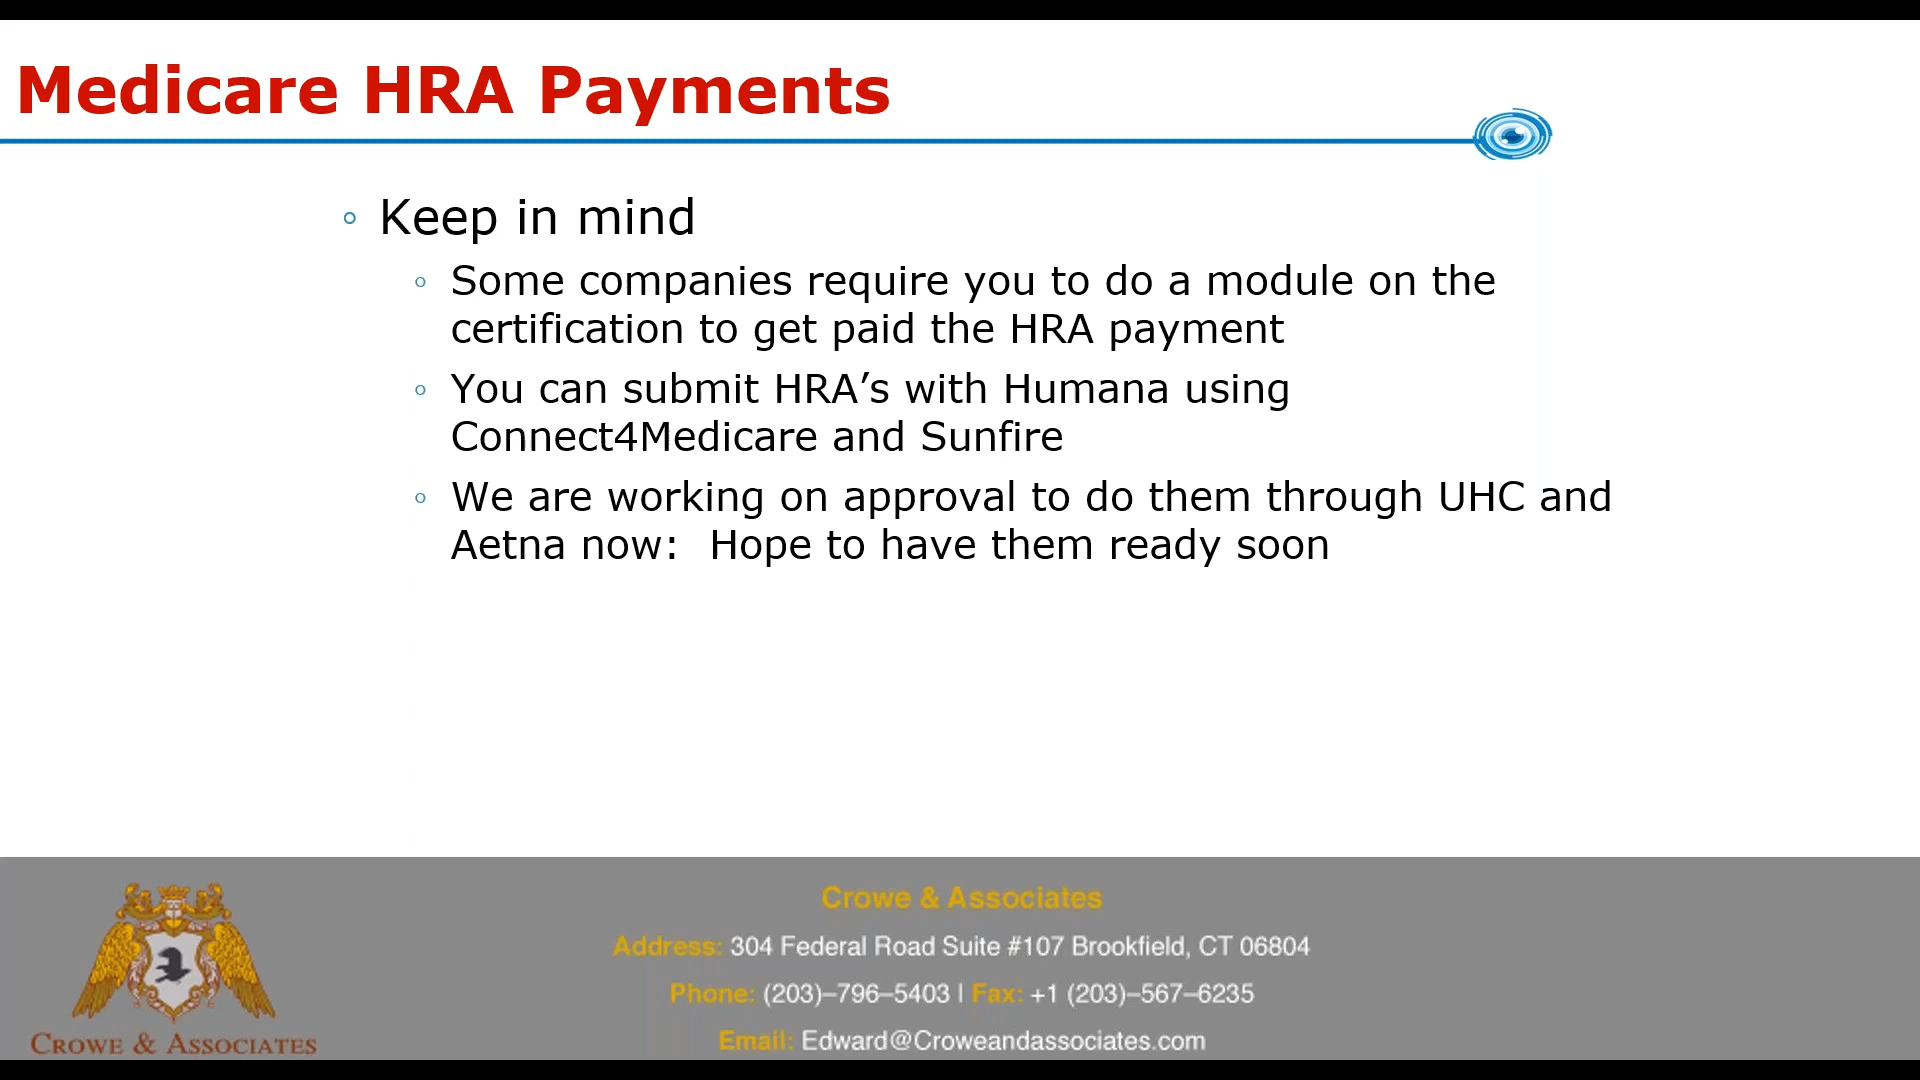 Medicare HRA Payments
Keep in mind
Some companies require you to do a module on the
certification to get paid the HRA payment
You can submit HRA’s with Humana using
Connect4Medicare and Sunfire
We are working on approval to do them through UHC and
Aetna now:  Hope to have them ready soon
Crowe & Associates
Address: 304 Federal Road Suite #107 Brookfield, CT 06804
Phone: (203)–796–5403 | Fax: +1 (203)–567–6235
Email: Edward@Croweandassociates.com
CROWE & ASSOCIATES